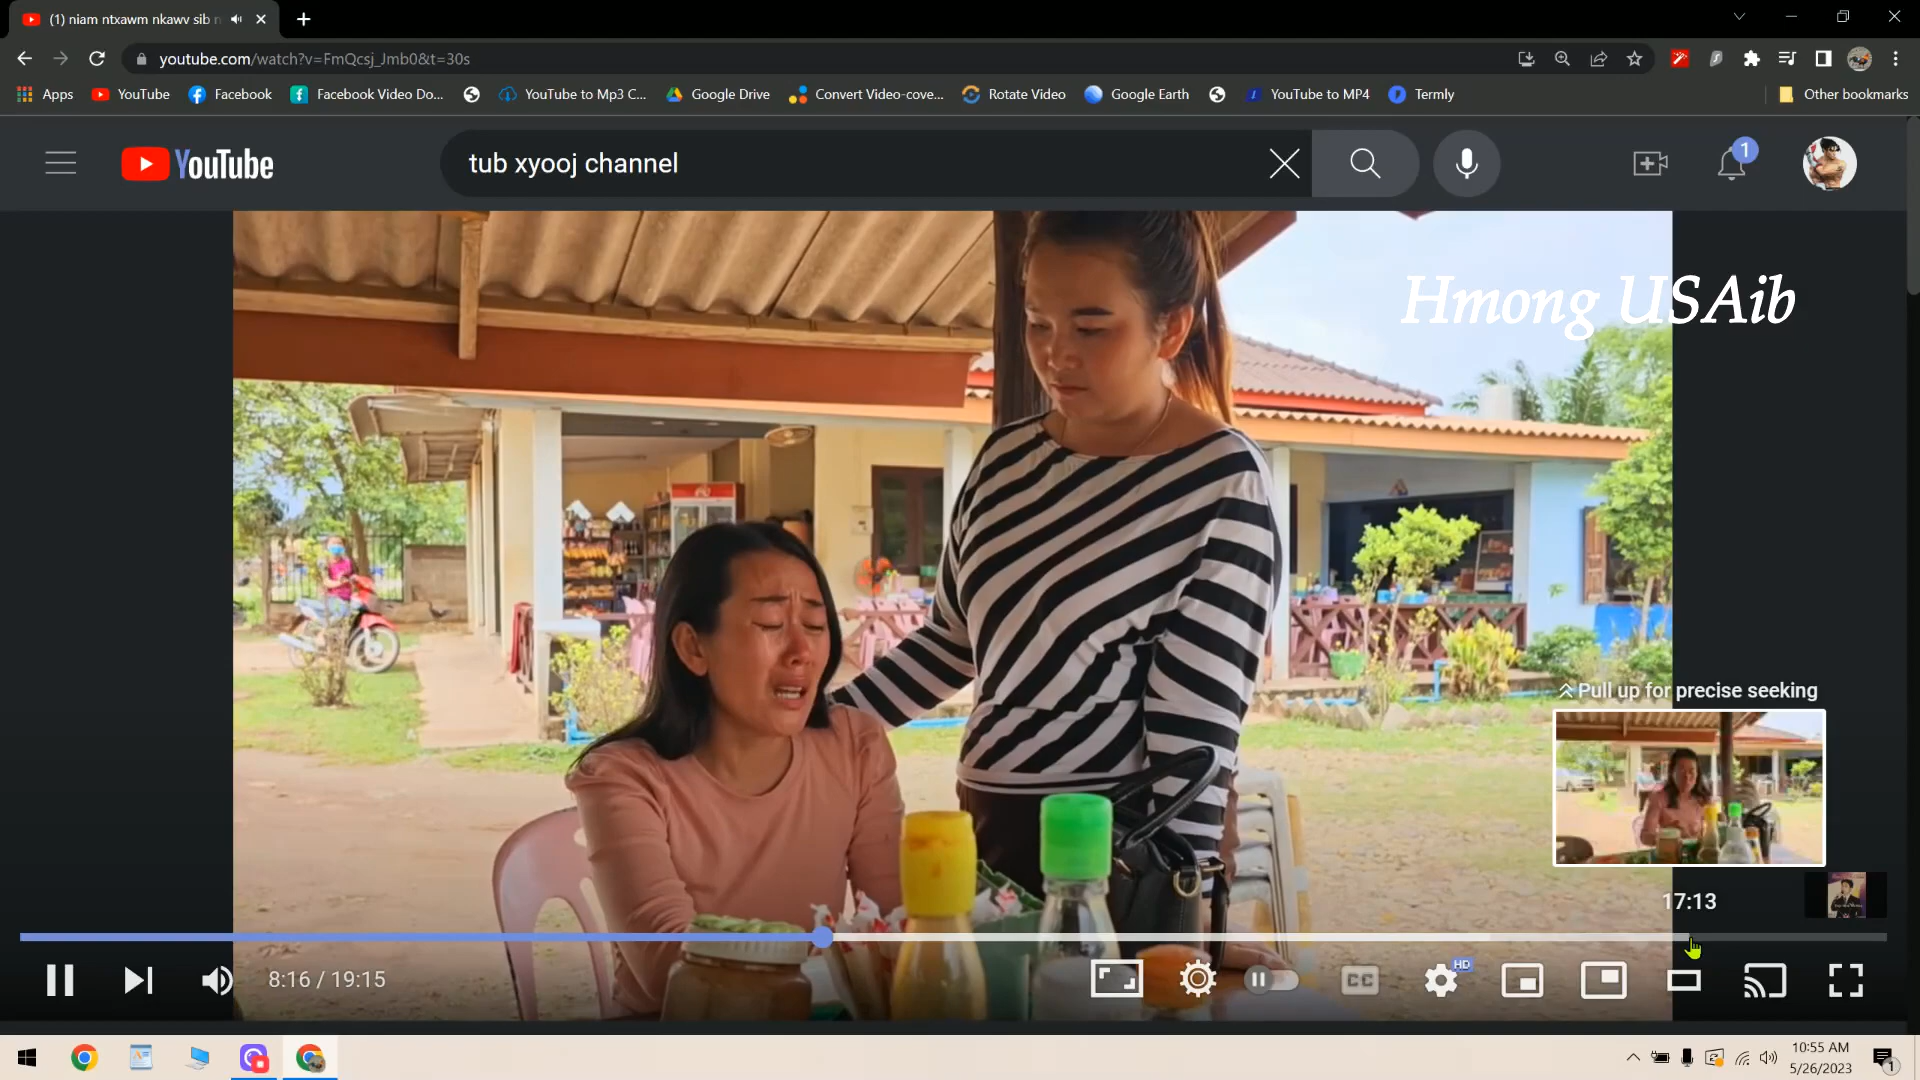 (1) niam ntxawm nkawv sib
youtube.com/watch?v=FmQcsj_Jmb0&t=30s
Apps
YouTube
Facebook
Facebook Video Do...
YouTube to Mp3 C...
Google Drive
Convert Video-cove...
Rotate Video
Google Earth
YouTube to MP4
Termly
Other bookmarks
YouTube
tub xyooj channel
1
Hmong USAib
Pull up for precise seeking
17:13
8:16 / 19:15
CC
HD
10:55 AM
5/26/2023
1